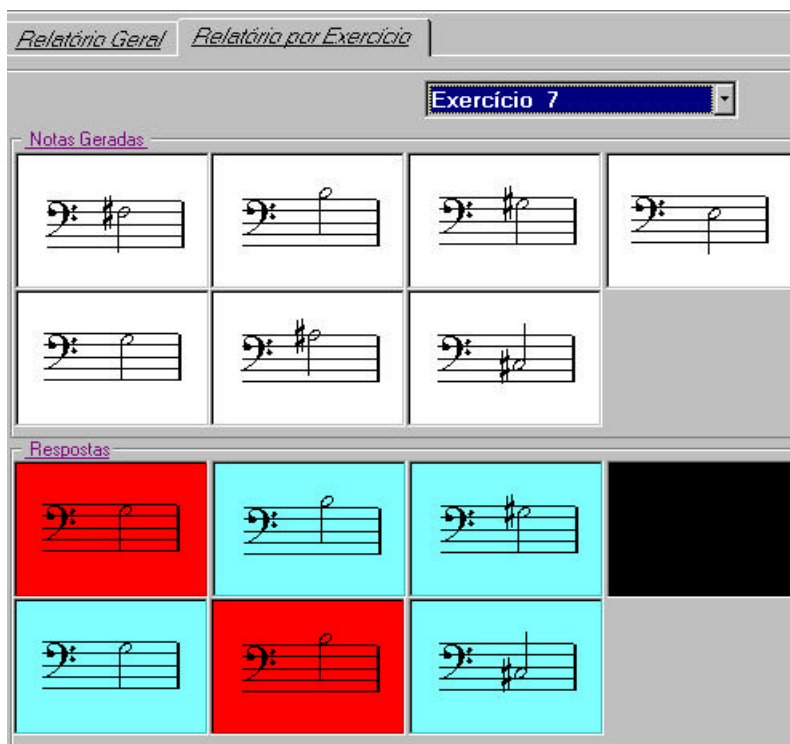 Relatório Geral
Relatório por Exercício
Exercício 7
Notas Geradas
Respostas